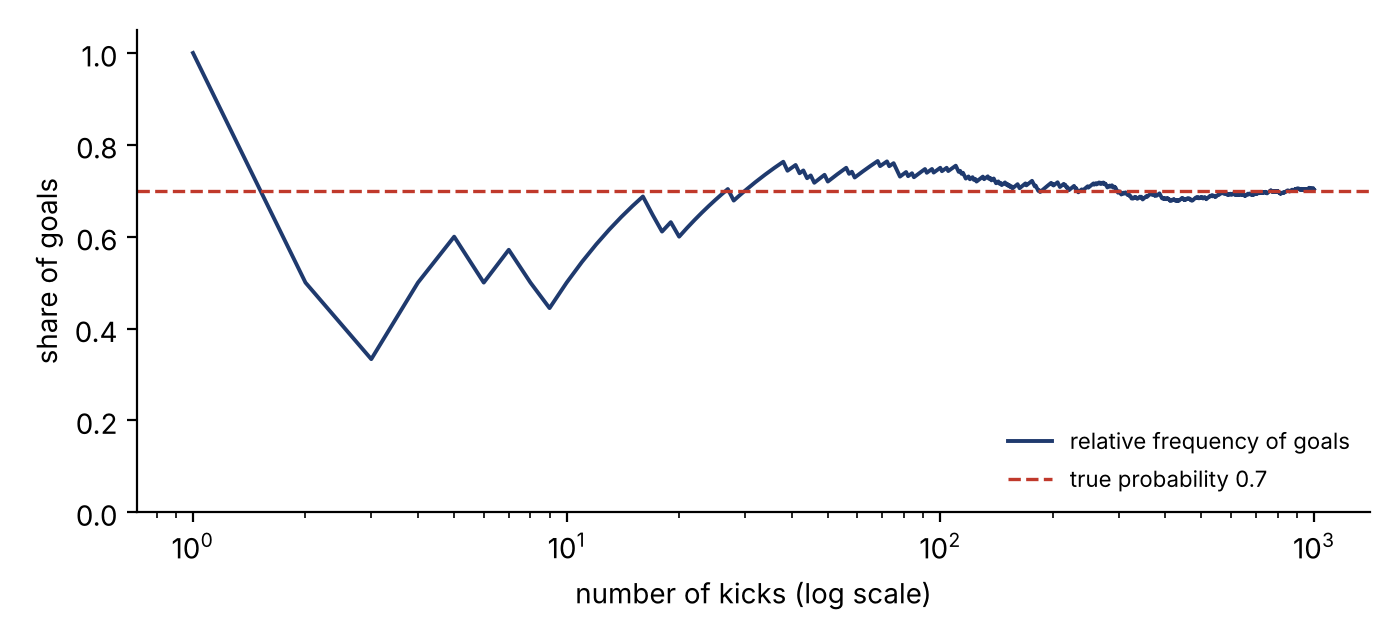 1.0
0.8
0.6
0.4
0.2
0.0
share of goals
10⁰ 10¹ 10² 10³
number of kicks (log scale)
relative frequency of goals
true probability 0.7